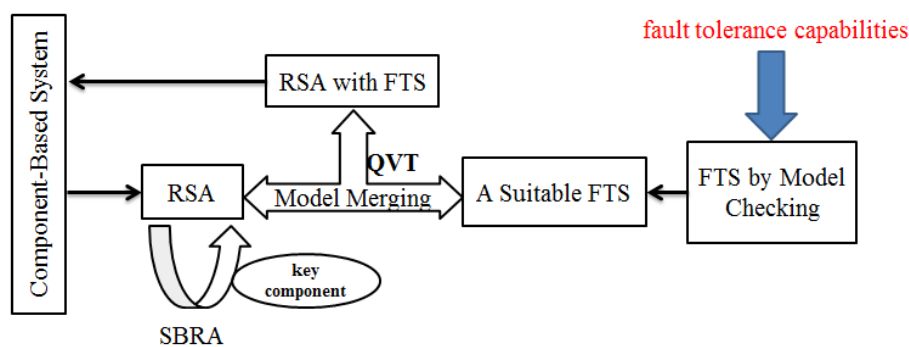 fault tolerance capabilities
Component-Based System
RSA with FTS
QVT
RSA
Model Merging
A Suitable FTS
FTS by Model
Checking
key
component
SBRA